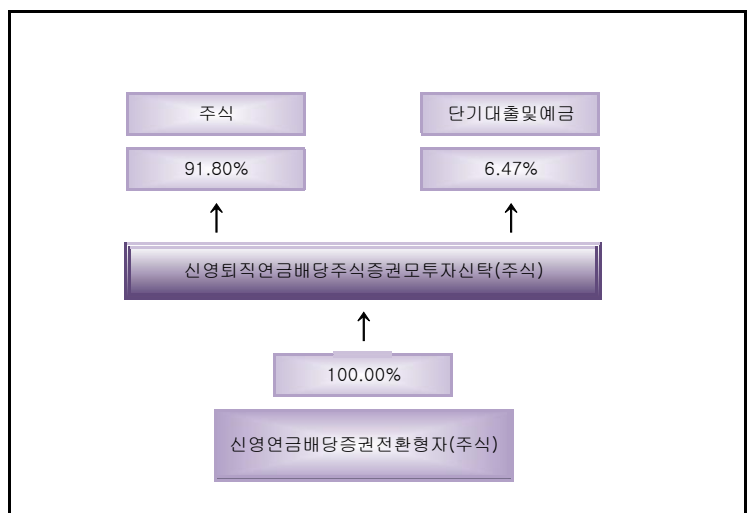 주식
단기대출및예금
91.80%
6.47%
신영퇴직연금배당주식증권모투자신탁(주식)
100.00%
신영연금배당증권전환형자(주식)